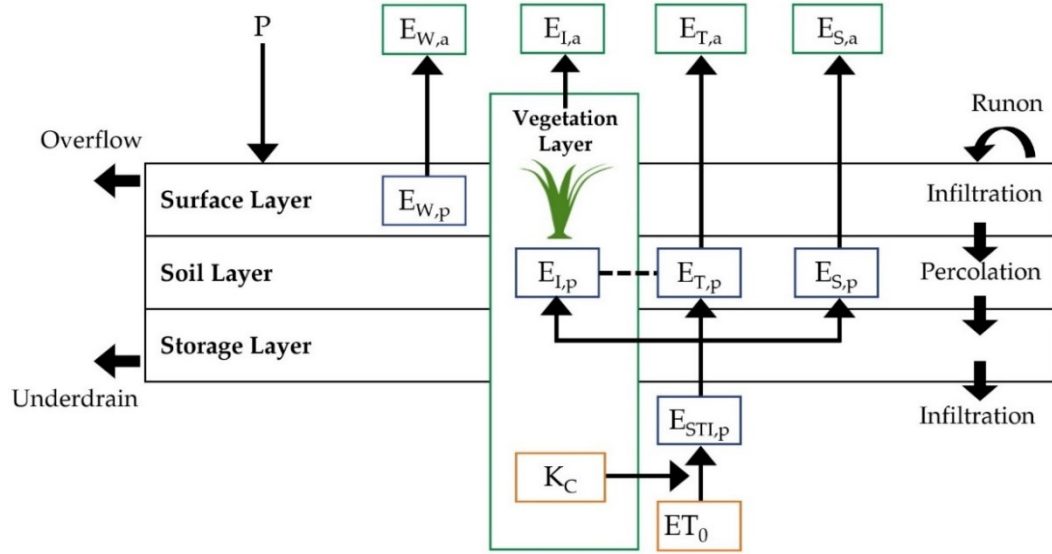 P
E_W,a
E_I,a
E_T,a
E_S,a
Vegetation
Layer
Runon
Overflow
Surface Layer
E_W,p
Infiltration
Soil Layer
E_I,p
E_T,p
E_S,p
Percolation
Storage Layer
Underdrain
E_STI,p
Infiltration
K_C
ET_0